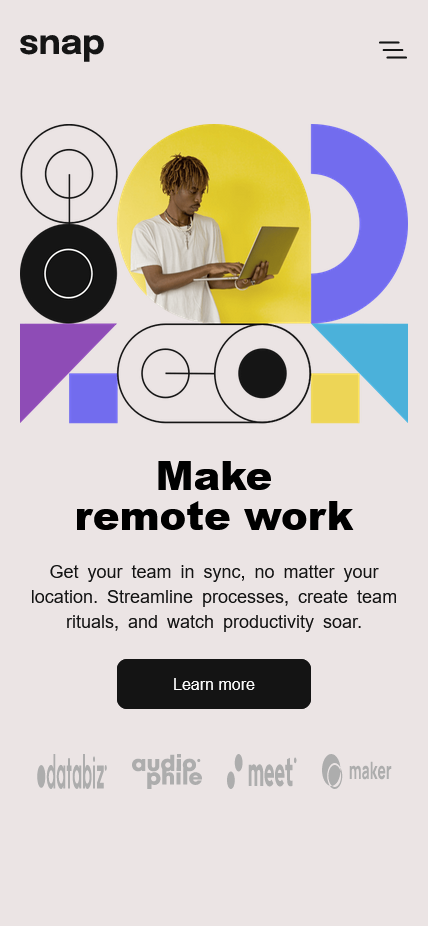 snap
Make
remote work
Get your team in sync, no matter your
location. Streamline processes, create team
rituals, and watch productivity soar.
Learn more
databiz
audiophile
meet
maker